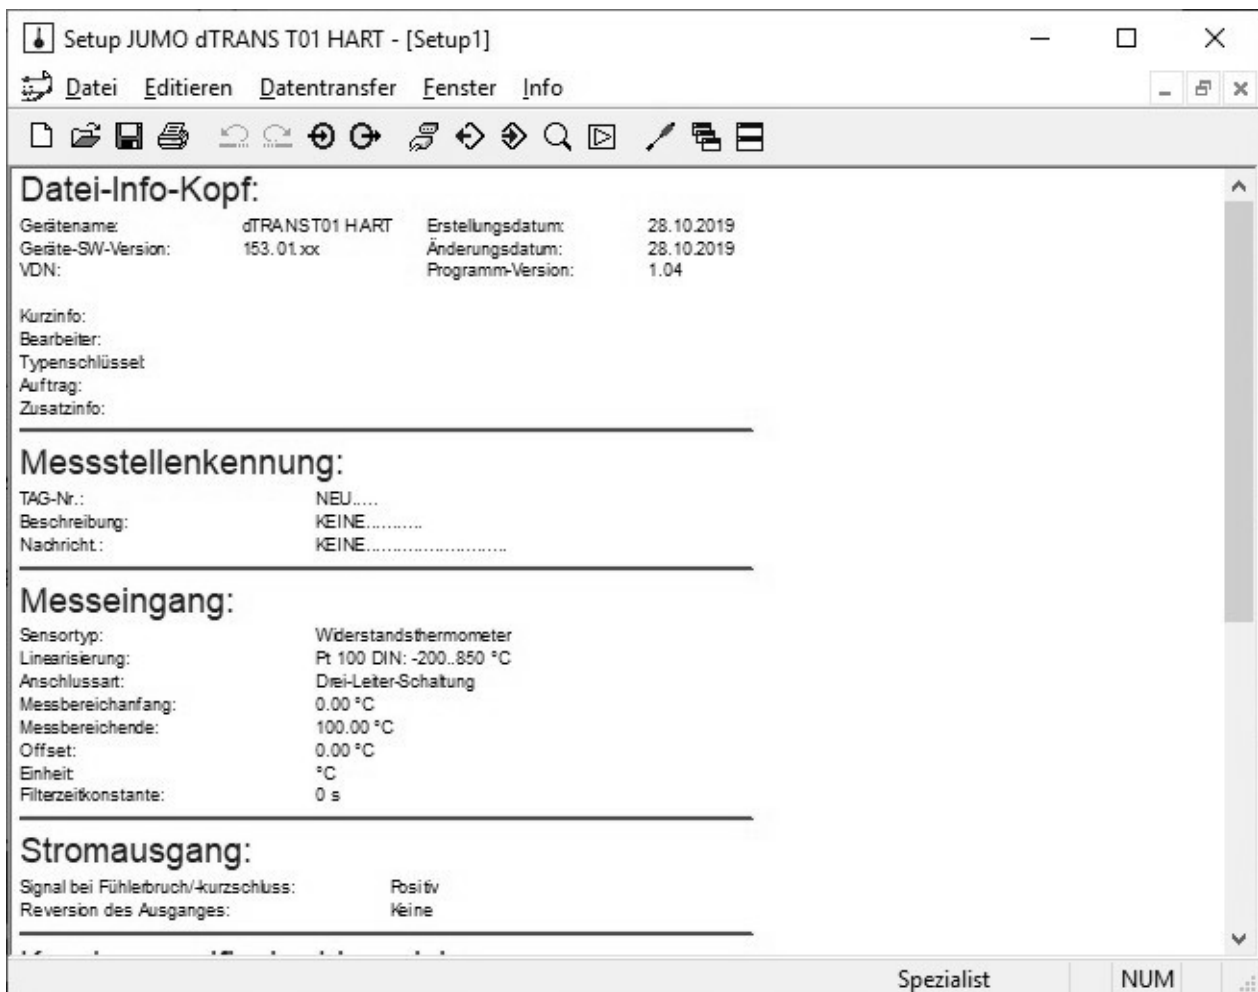 Setup JUMO dTRANS T01 HART - [Setup1]
Datei Editieren Datentransfer Fenster Info
Datei-Info-Kopf:
Gerätename: dTRANST01 HART Erstellungsdatum: 28.10.2019
Geräte-SW-Version: 153.01.xx Änderungsdatum: 28.10.2019
VDN: Programm-Version: 1.04
Kurzinfo:
Bearbeiter:
Typenschlüssel:
Auftrag:
Zusatzinfo:
Messstellenkennung:
TAG-Nr.: NEU.....
Beschreibung: KEINE...........
Nachricht.: KEINE...........................
Messeingang:
Sensortyp: Widerstandsthermometer
Linearisierung: Pt 100 DIN: -200..850 °C
Anschlussart: Drei-Leiter-Schaltung
Messbereichanfang: 0.00 °C
Messbereichende: 100.00 °C
Offset: 0.00 °C
Einheit: °C
Filterzeitkonstante: 0 s
Stromausgang:
Signal bei Fühlerbruch/-kurzschluss: Positiv
Reversion des Ausganges: Keine
Spezialist NUM